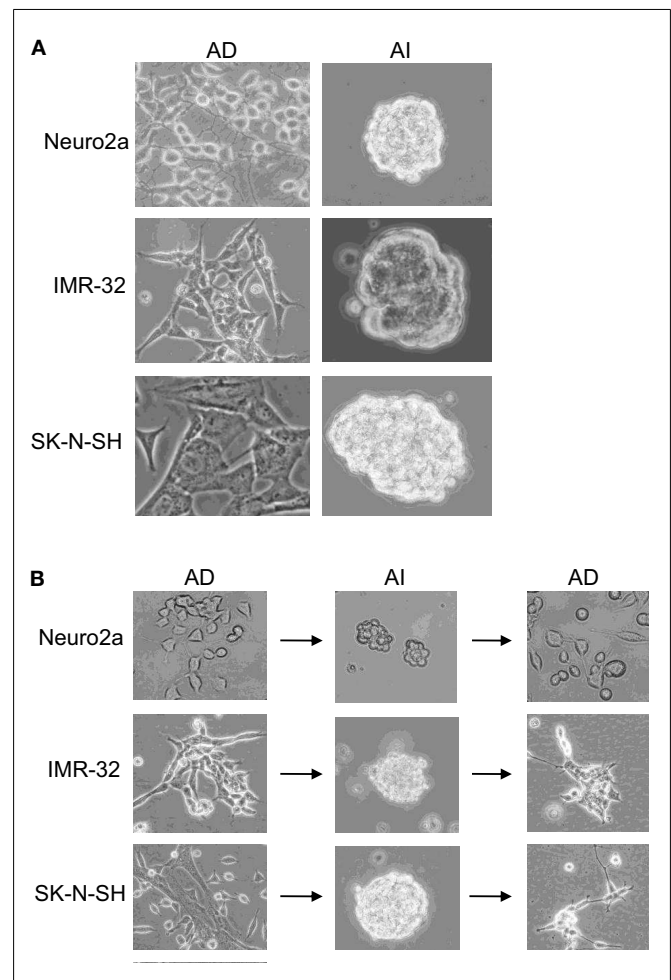 A
AD AI
Neuro2a
IMR-32
SK-N-SH
B
AD AI AD
Neuro2a
IMR-32
SK-N-SH